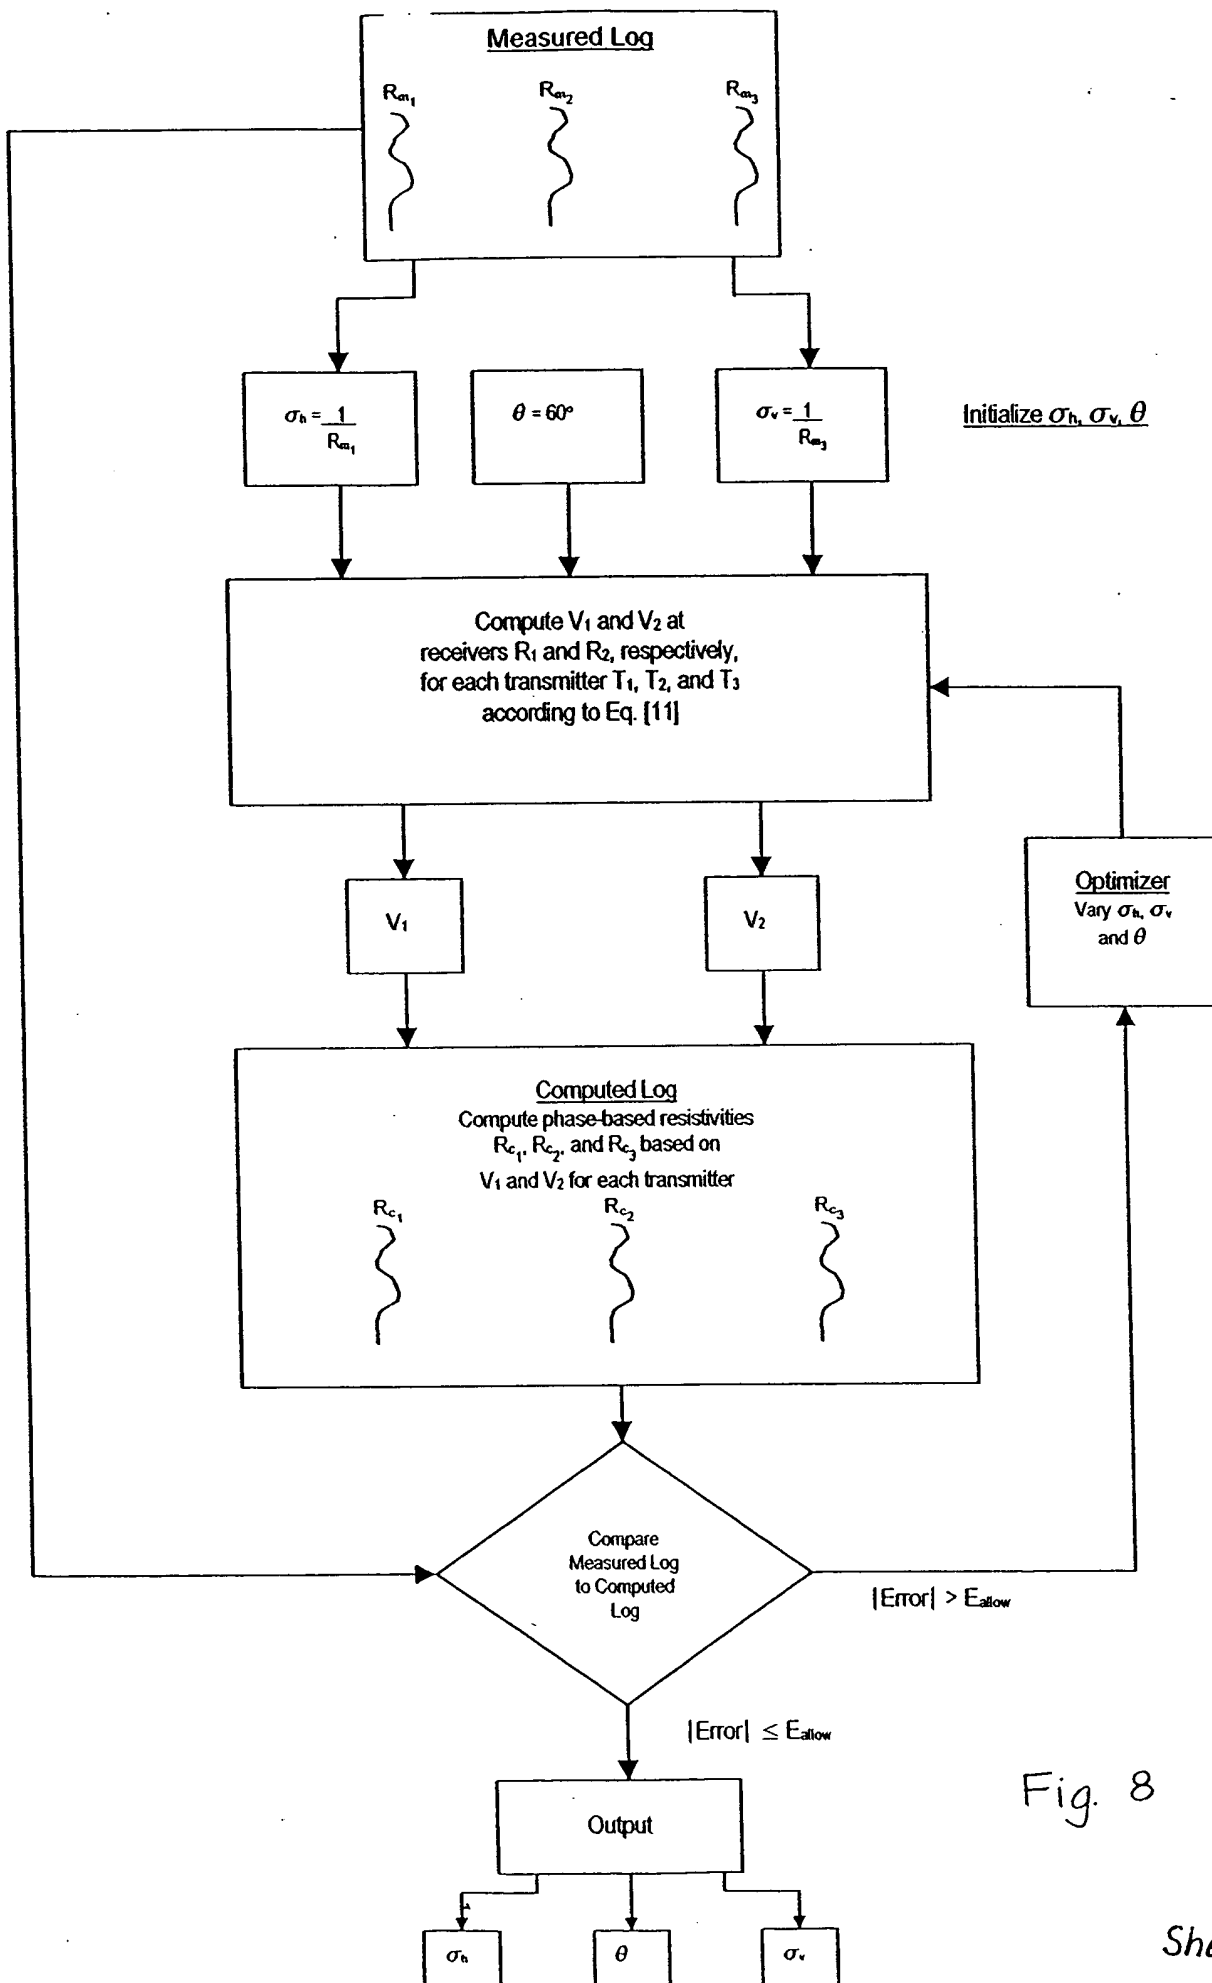 Measured Log
Rm1 Rm2 Rm3
σh = 1/Rm1
θ = 60°
σv = 1/Rm3
Initialize σh, σv, θ
Compute V1 and V2 at
receivers R1 and R2, respectively,
for each transmitter T1, T2, and T3
according to Eq. [11]
Optimizer
Vary σh, σv
and θ
V1
V2
Computed Log
Compute phase-based resistivities
Rc1, Rc2, and Rc3 based on
V1 and V2 for each transmitter
Rc1 Rc2 Rc3
Compare
Measured Log
to Computed
Log
|Error| > Eallow
|Error| ≤ Eallow
Output
Fig. 8
σh
θ
σv